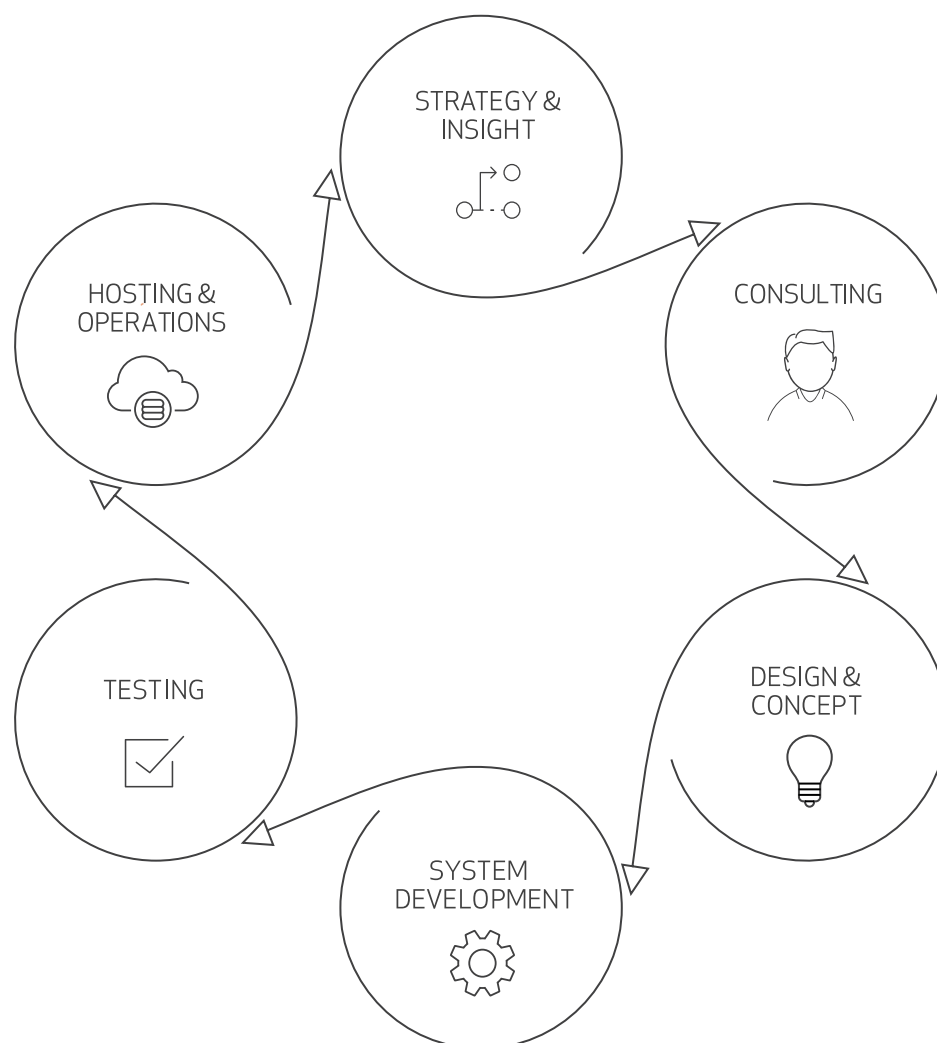 STRATEGY &
INSIGHT
CONSULTING
HOSTING &
OPERATIONS
DESIGN &
CONCEPT
TESTING
SYSTEM
DEVELOPMENT